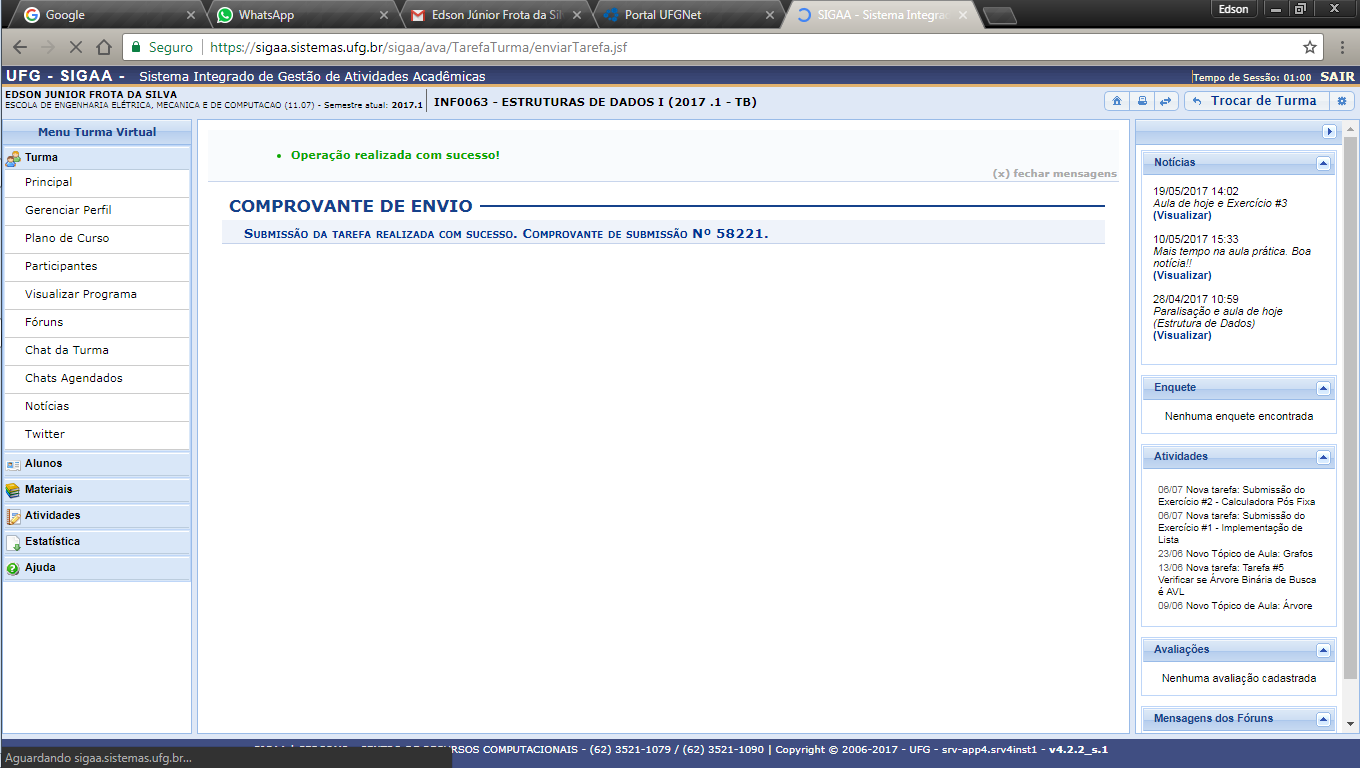 Google
WhatsApp
Edson Júnior Frota da Sil
Portal UFGNet
SIGAA - Sistema Integrad
Edson
Seguro
https://sigaa.sistemas.ufg.br/sigaa/ava/TarefaTurma/enviarTarefa.jsf
UFG - SIGAA - Sistema Integrado de Gestão de Atividades Acadêmicas
Tempo de Sessão: 01:00 SAIR
EDSON JUNIOR FROTA DA SILVA
ESCOLA DE ENGENHARIA ELÉTRICA, MECANICA E DE COMPUTACAO (11.07) - Semestre atual: 2017.1
INF0063 - ESTRUTURAS DE DADOS I (2017 .1 - TB)
Trocar de Turma
Menu Turma Virtual
Turma
Principal
Gerenciar Perfil
Plano de Curso
Participantes
Visualizar Programa
Fóruns
Chat da Turma
Chats Agendados
Notícias
Twitter
Alunos
Materiais
Atividades
Estatística
Ajuda
• Operação realizada com sucesso!
(x) fechar mensagens
COMPROVANTE DE ENVIO
SUBMISSÃO DA TAREFA REALIZADA COM SUCESSO. COMPROVANTE DE SUBMISSÃO Nº 58221.
Notícias
19/05/2017 14:02
Aula de hoje e Exercício #3
(Visualizar)
10/05/2017 15:33
Mais tempo na aula prática. Boa
notícia!!
(Visualizar)
28/04/2017 10:59
Paralisação e aula de hoje
(Estrutura de Dados)
(Visualizar)
Enquete
Nenhuma enquete encontrada
Atividades
06/07 Nova tarefa: Submissão do
Exercício #2 - Calculadora Pós Fixa
06/07 Nova tarefa: Submissão do
Exercício #1 - Implementação de
Lista
23/06 Novo Tópico de Aula: Grafos
13/06 Nova tarefa: Tarefa #5
Verificar se Árvore Binária de Busca
é AVL
09/06 Novo Tópico de Aula: Árvore
Avaliações
Nenhuma avaliação cadastrada
Mensagens dos Fóruns
COMPUTACIONAIS - (62) 3521-1079 / (62) 3521-1090 | Copyright © 2006-2017 - UFG - srv-app4.srv4inst1 - v4.2.2_s.1
Aguardando sigaa.sistemas.ufg.br...